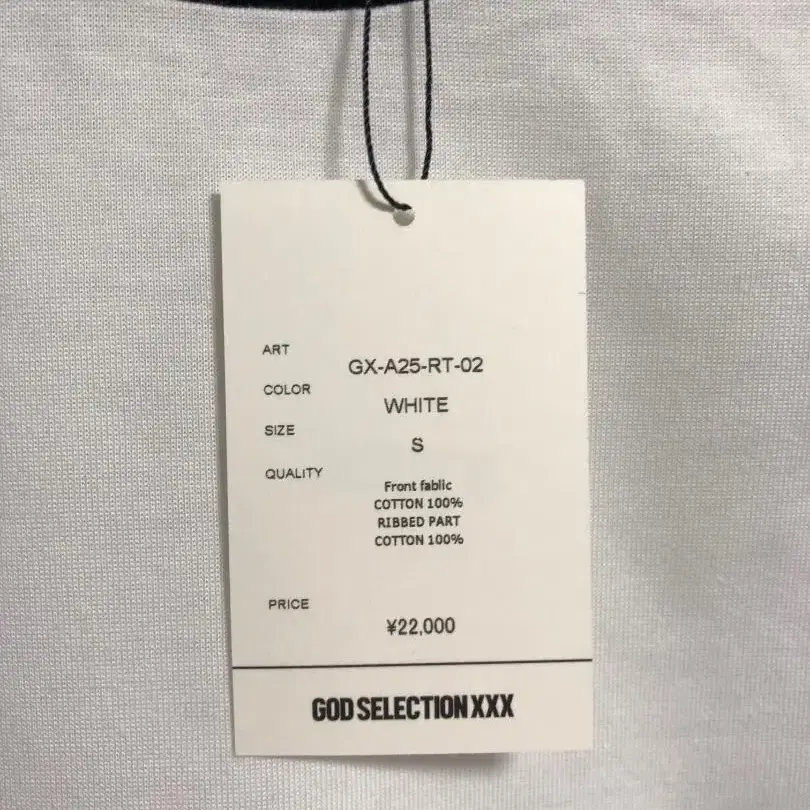 ART
GX-A25-RT-02
COLOR
WHITE
SIZE
S
QUALITY
Front fablic
COTTON 100%
RIBBED PART
COTTON 100%
PRICE
¥22,000
GOD SELECTION XXX